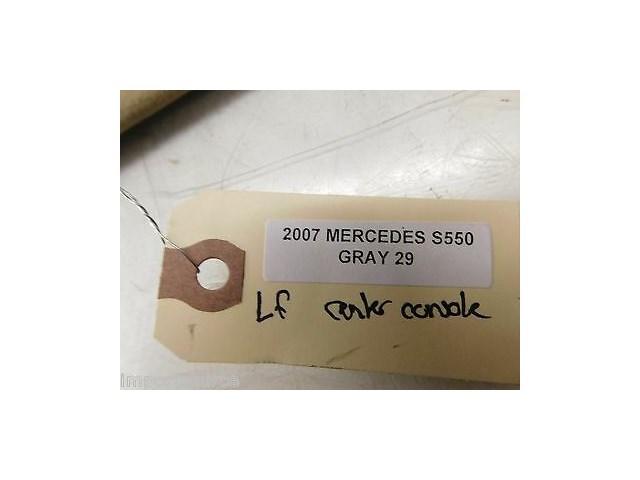 2007 MERCEDES S550
GRAY 29
Lf center console